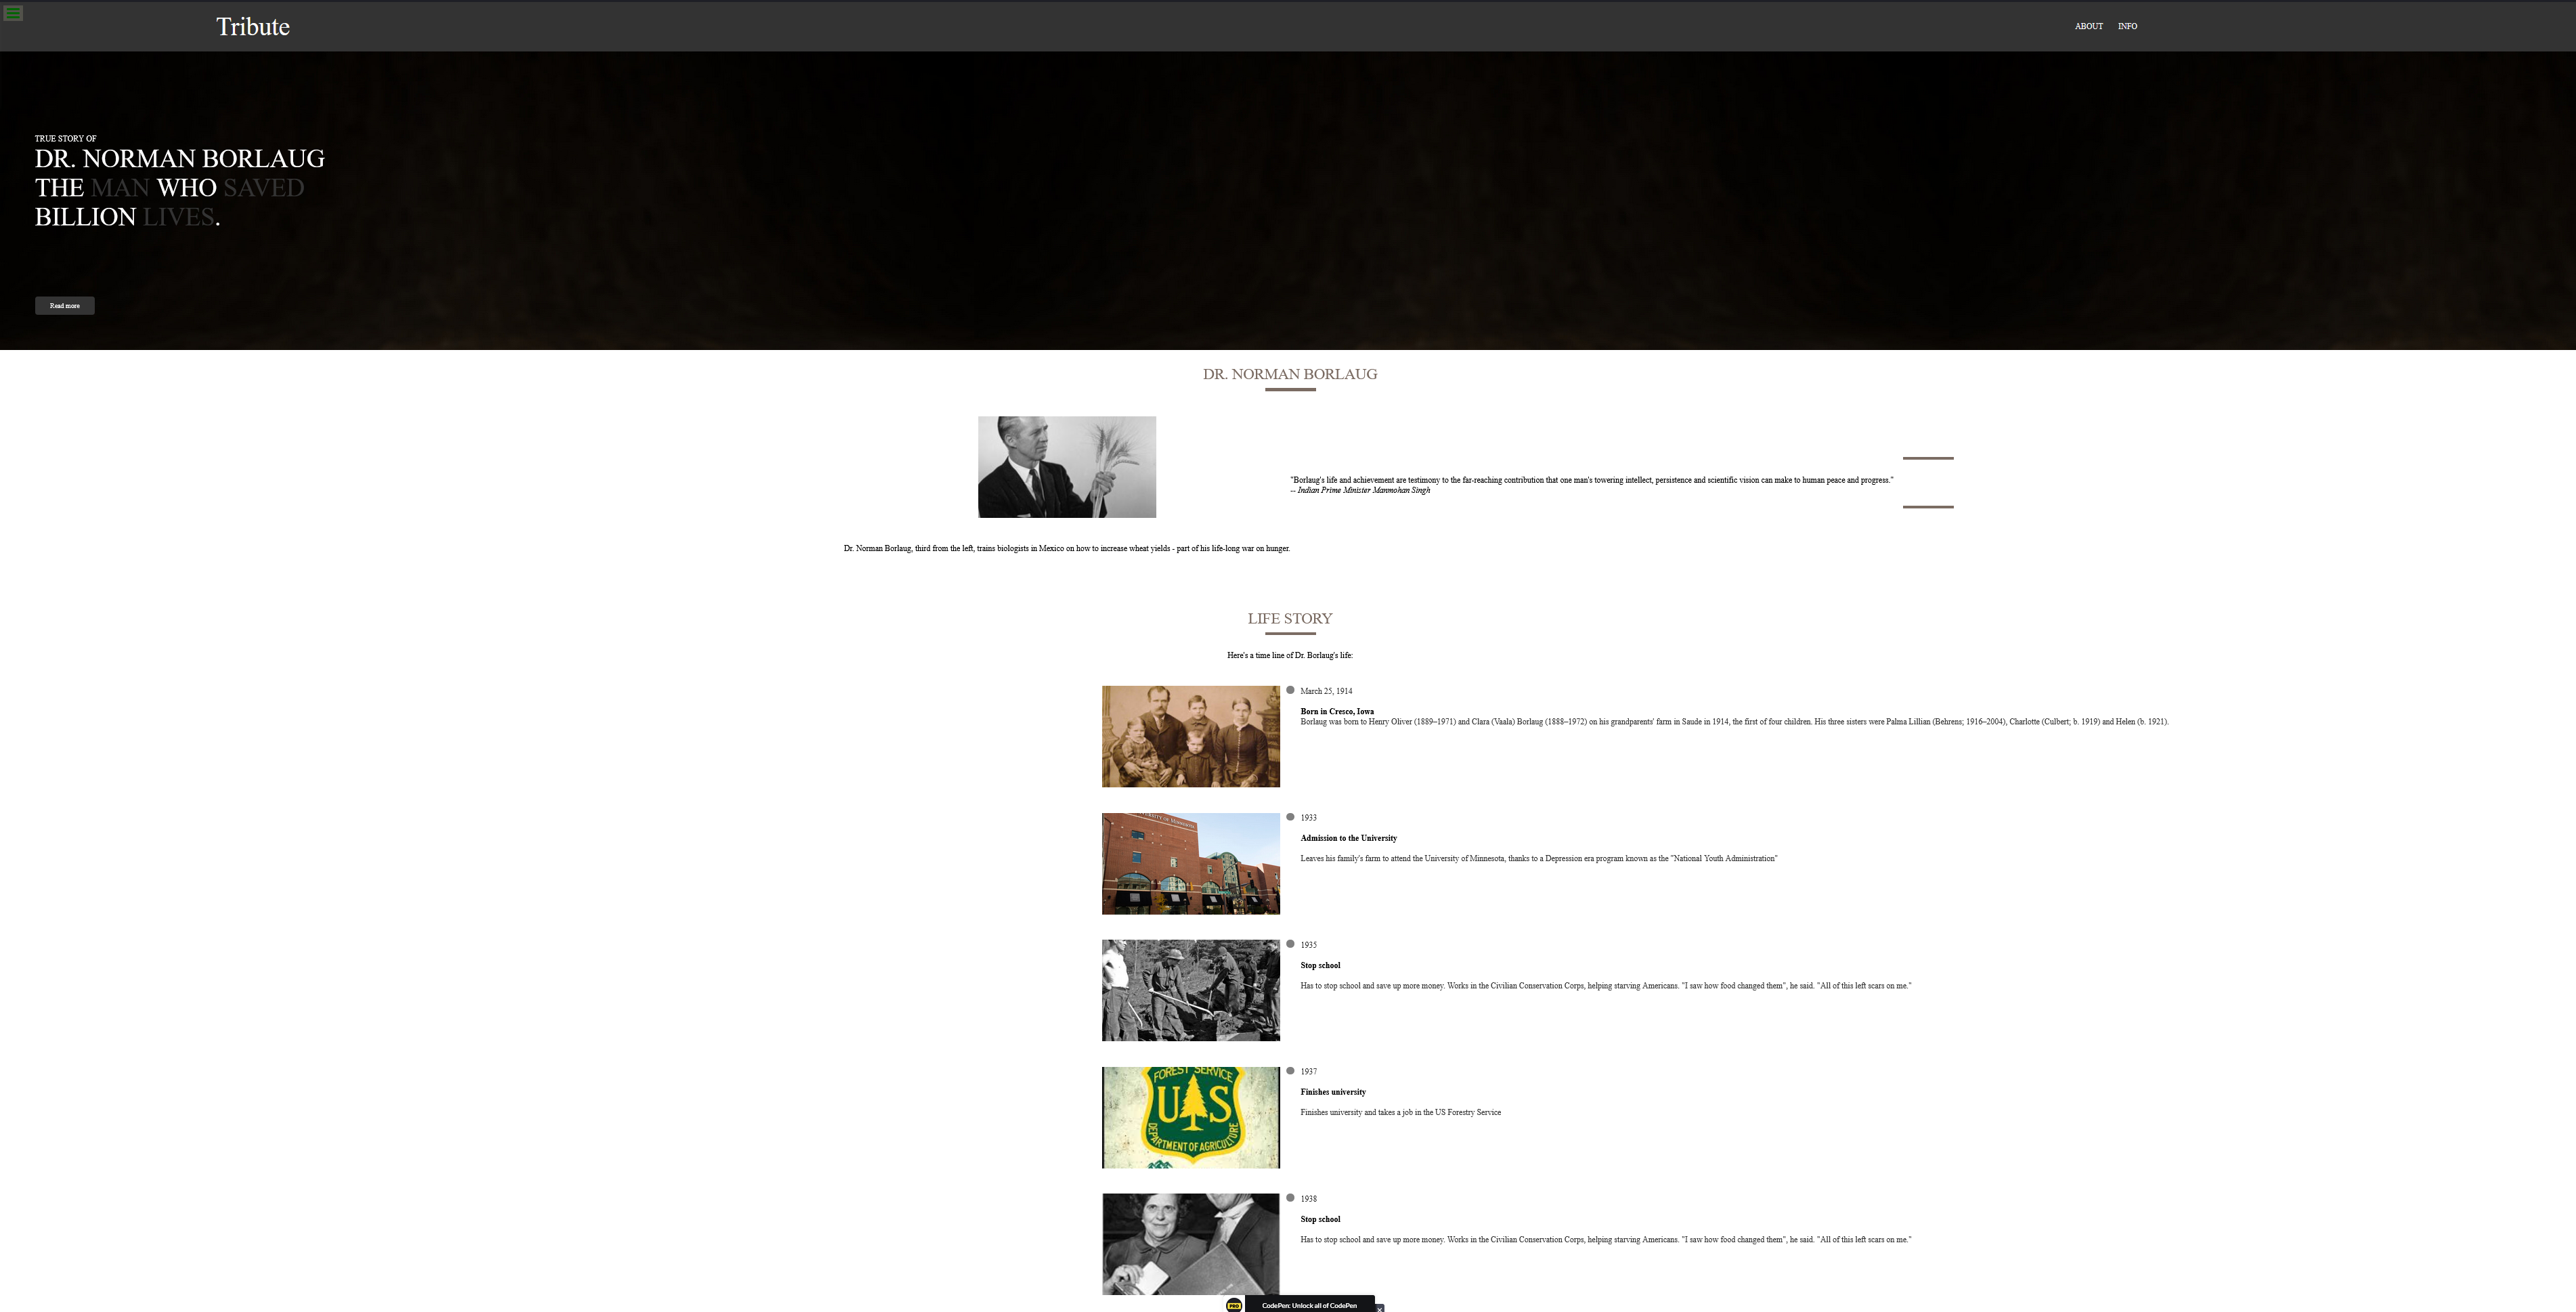 Tribute
ABOUT INFO
TRUE STORY OF
DR. NORMAN BORLAUG
THE MAN WHO SAVED
BILLION LIVES.
Read more
DR. NORMAN BORLAUG
"Borlaug's life and achievement are testimony to the far-reaching contribution that one man's towering intellect, persistence and scientific vision can make to human peace and progress."
-- Indian Prime Minister Manmohan Singh
Dr. Norman Borlaug, third from the left, trains biologists in Mexico on how to increase wheat yields - part of his life-long war on hunger.
LIFE STORY
Here's a time line of Dr. Borlaug's life:
March 25, 1914
Born in Cresco, Iowa
Borlaug was born to Henry Oliver (1889–1971) and Clara (Vaala) Borlaug (1888–1972) on his grandparents' farm in Saude in 1914, the first of four children. His three sisters were Palma Lillian (Behrens; 1916–2004), Charlotte (Culbert; b. 1919) and Helen (b. 1921).
UNIVERSITY OF MINNESOTA
1933
Admission to the University
Leaves his family's farm to attend the University of Minnesota, thanks to a Depression era program known as the "National Youth Administration"
1935
Stop school
Has to stop school and save up more money. Works in the Civilian Conservation Corps, helping starving Americans. "I saw how food changed them", he said. "All of this left scars on me."
FOREST SERVICE
U S
DEPARTMENT OF AGRICULTURE
1937
Finishes university
Finishes university and takes a job in the US Forestry Service
1938
Stop school
Has to stop school and save up more money. Works in the Civilian Conservation Corps, helping starving Americans. "I saw how food changed them", he said. "All of this left scars on me."
PRO
CodePen: Unlock all of CodePen